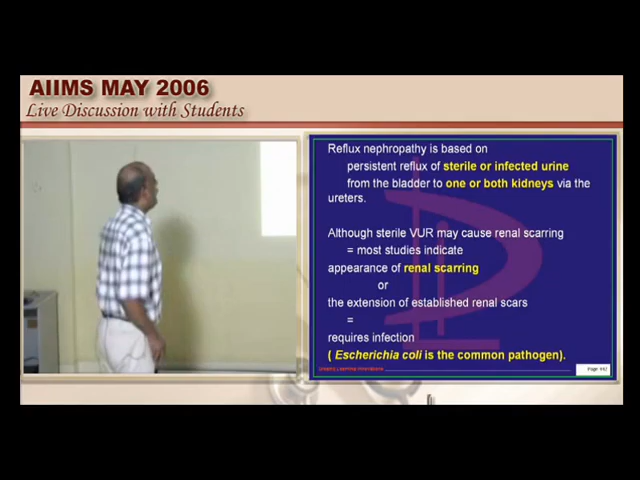 AIIMS MAY 2006
Live Discussion with Students
Reflux nephropathy is based on
persistent reflux of sterile or infected urine
from the bladder to one or both kidneys via the
ureters.
Although sterile VUR may cause renal scarring
= most studies indicate
appearance of renal scarring
or
the extension of established renal scars
=
requires infection
( Escherichia coli is the common pathogen).
Learning Innovations